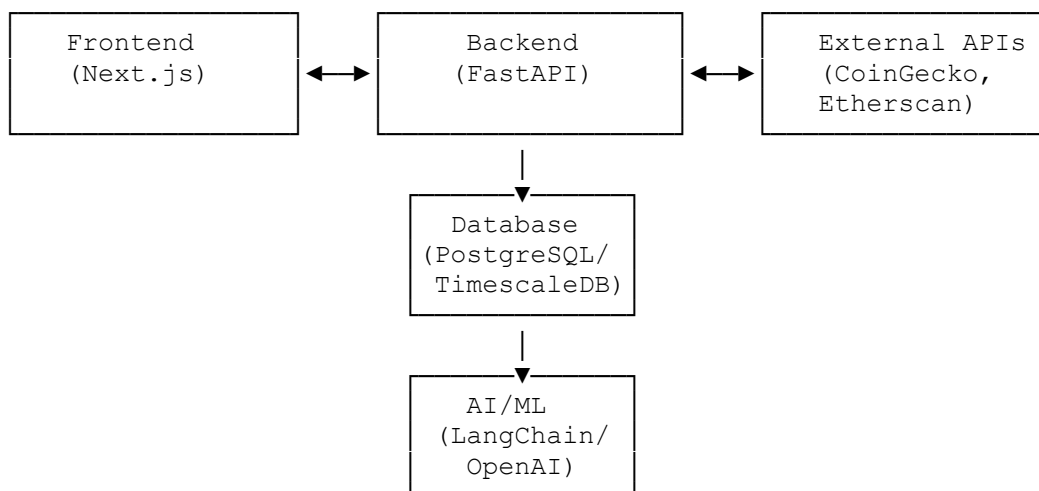 Frontend
(Next.js)
Backend
(FastAPI)
External APIs
(CoinGecko,
Etherscan)
Database
(PostgreSQL/
TimescaleDB)
AI/ML
(LangChain/
OpenAI)